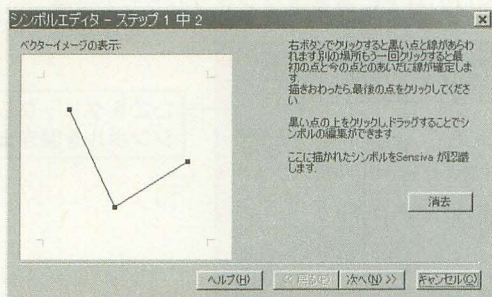 シンボルエディタ - ステップ 1 中 2
ベクターイメージの表示:
右ボタンでクリックすると黒い点と線があらわ
れます.別の場所もう一回クリックすると最
初の点と今の点とのあいだに線が確定しま
す.
描きおわったら,最後の点をクリックしてくださ
い.
黒い点の上をクリックし,ドラッグすることでシ
ンボルの編集ができます.
ここに描かれたシンボルをSensiva が認識
します.
消去
ヘルプ(H)
<< 戻る(P)
次へ(N) >>
キャンセル(C)